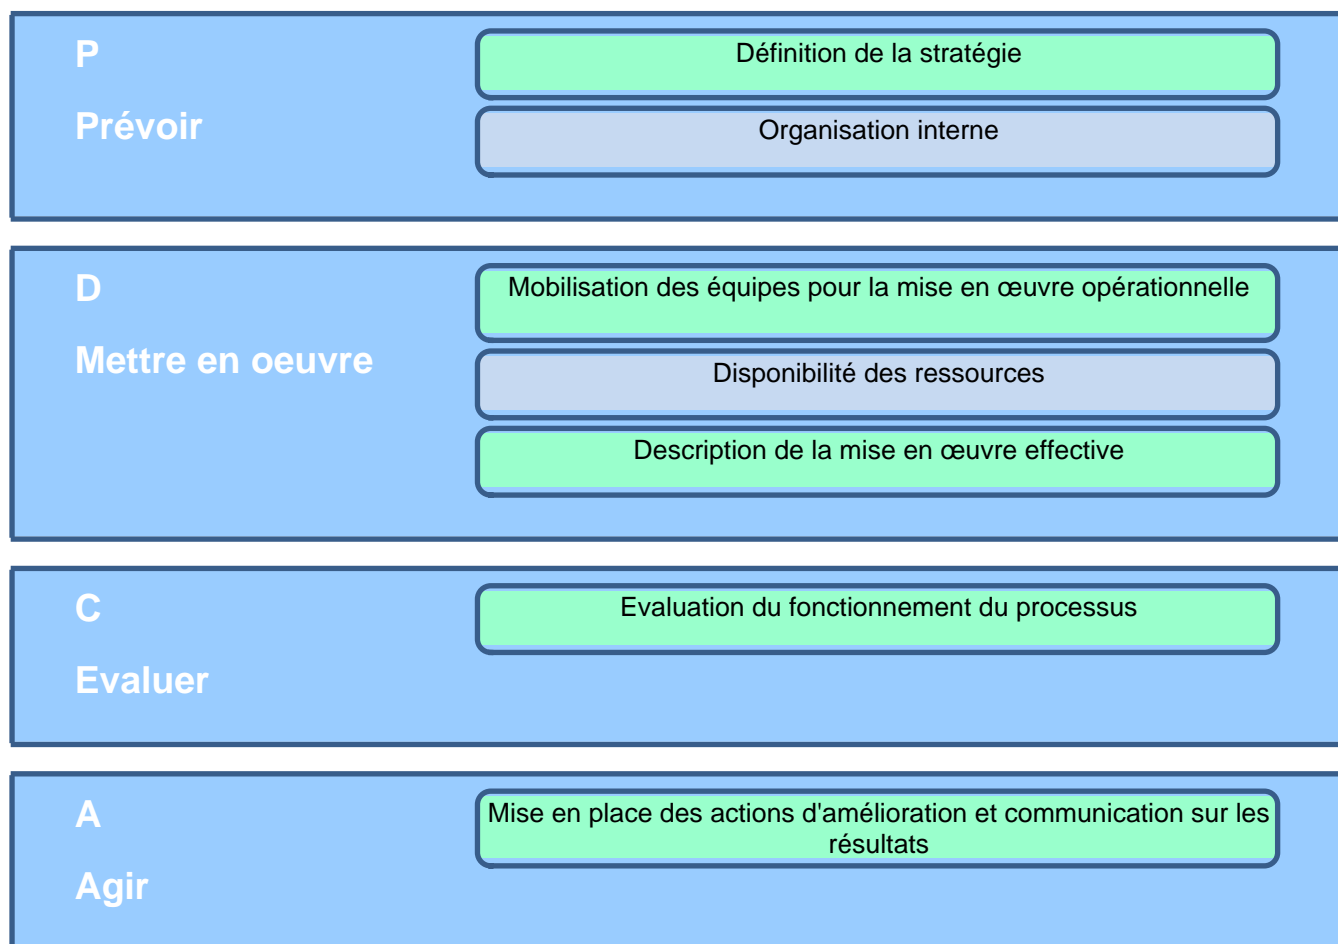 P
Prévoir
Définition de la stratégie
Organisation interne
D
Mettre en oeuvre
Mobilisation des équipes pour la mise en œuvre opérationnelle
Disponibilité des ressources
Description de la mise en œuvre effective
C
Evaluer
Evaluation du fonctionnement du processus
A
Agir
Mise en place des actions d'amélioration et communication sur les
résultats